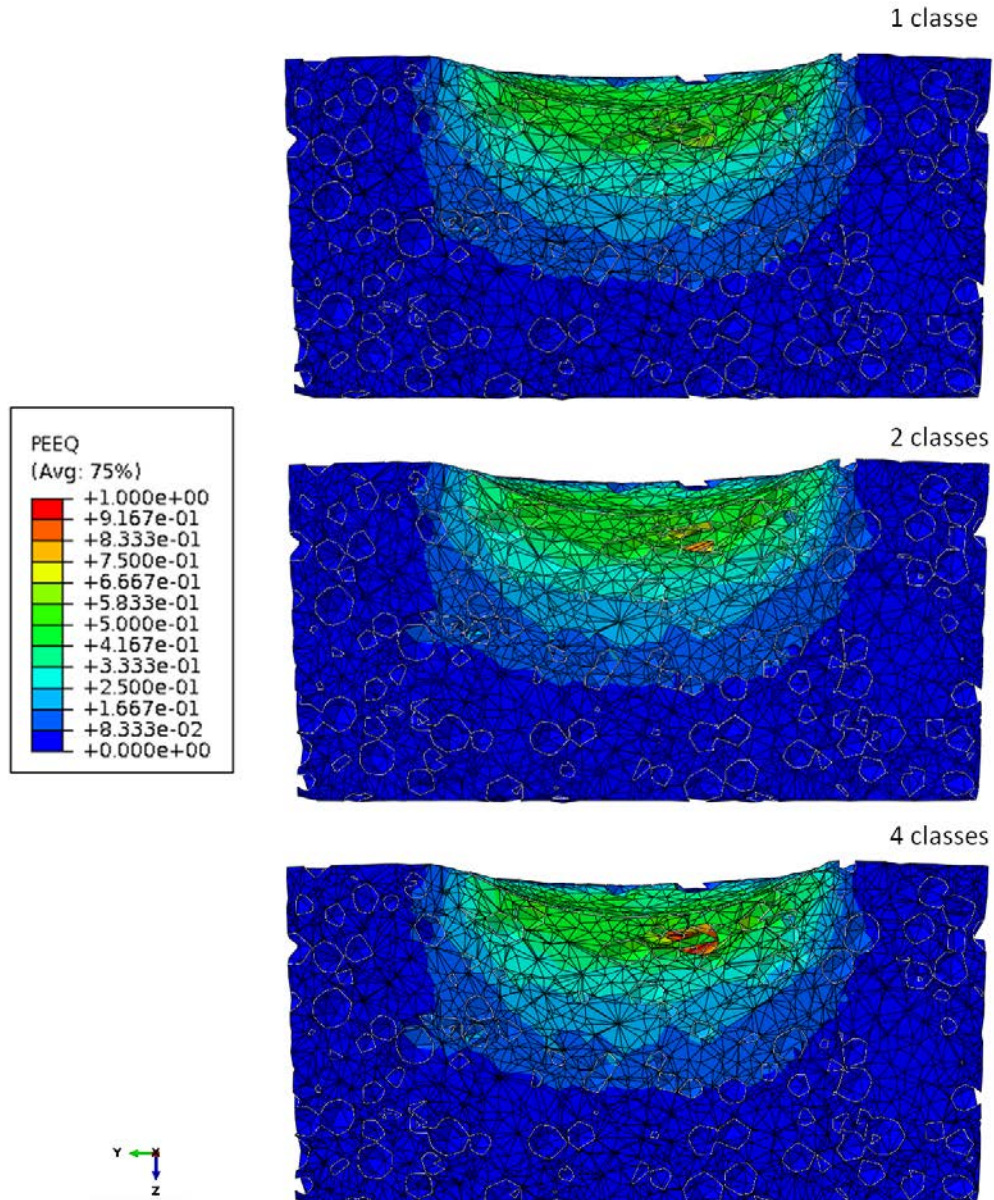 1 classe
2 classes
PEEQ
(Avg: 75%)
+1.000e+00
+9.167e-01
+8.333e-01
+7.500e-01
+6.667e-01
+5.833e-01
+5.000e-01
+4.167e-01
+3.333e-01
+2.500e-01
+1.667e-01
+8.333e-02
+0.000e+00
4 classes
Y
X
Z